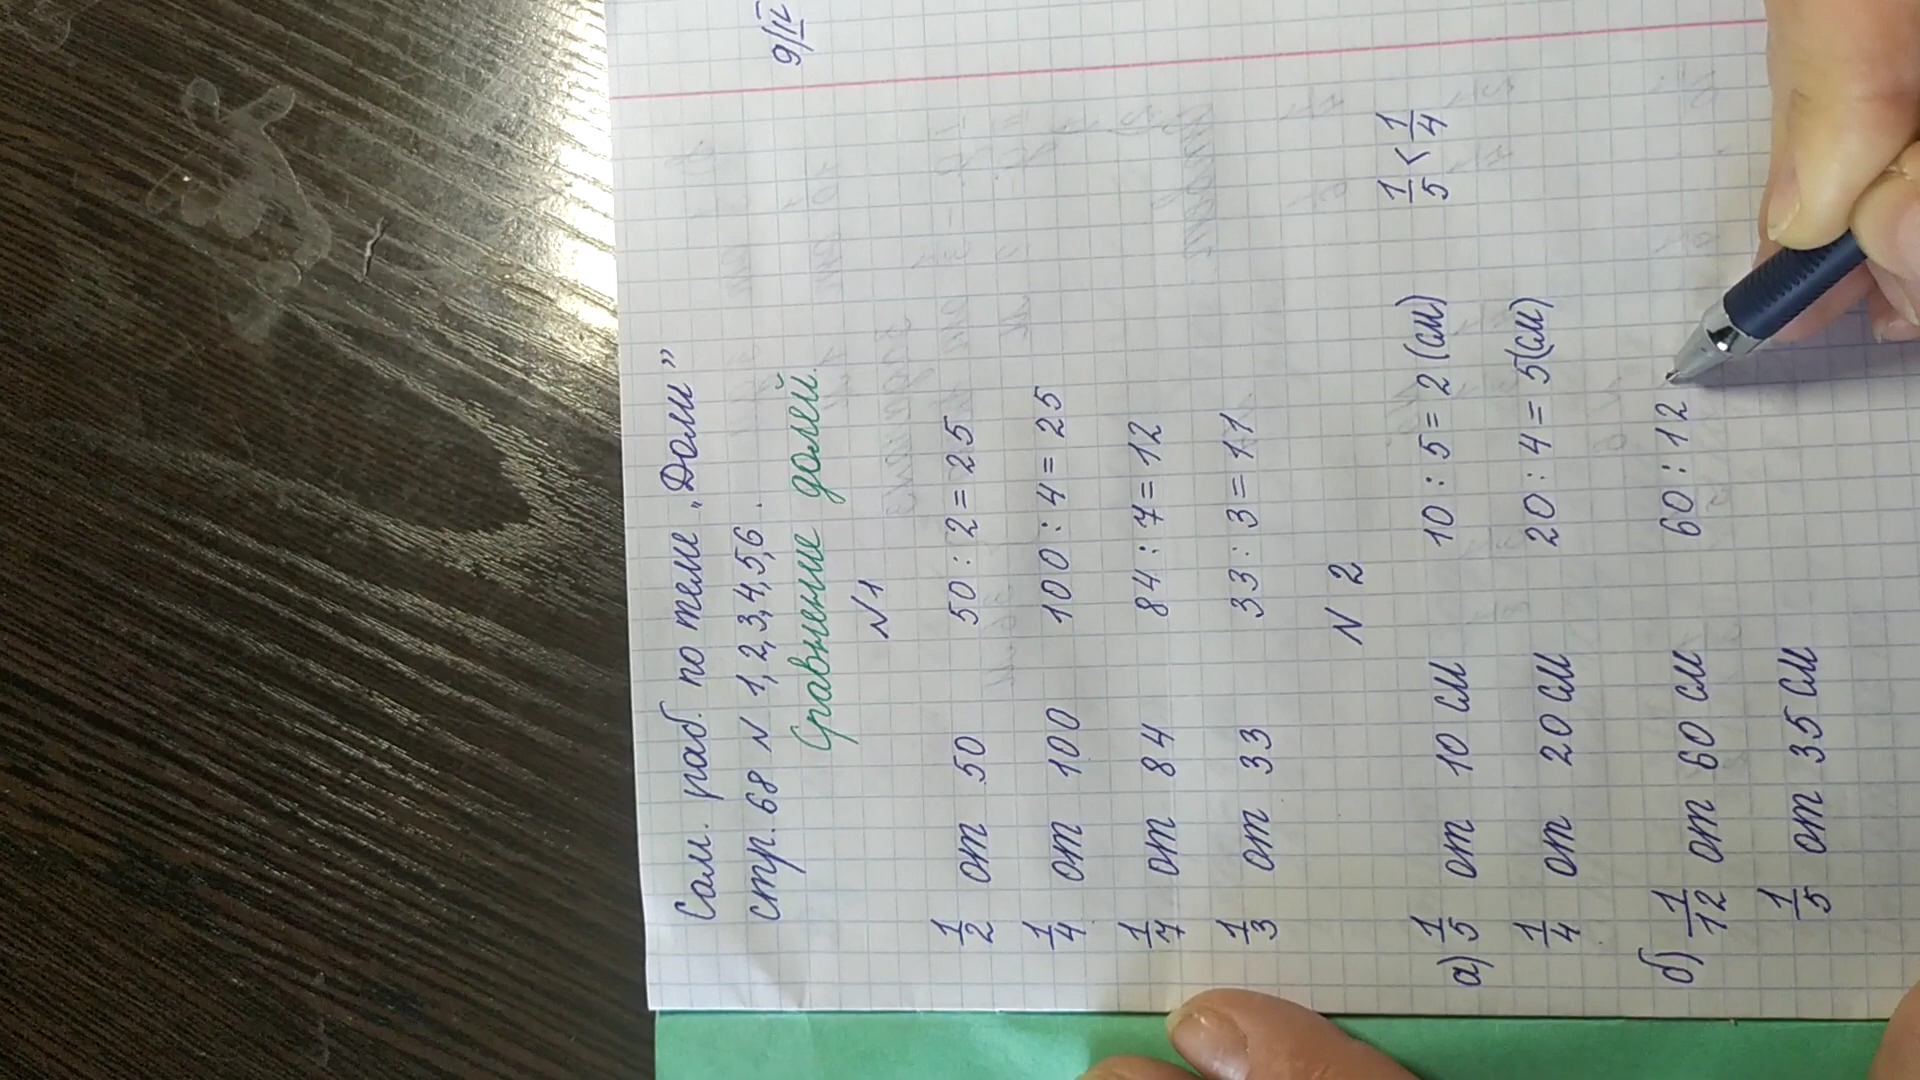 9/IV
Сам. раб. по теме „Доли”
стр. 68 N 1, 2, 3, 4, 5, 6.
Сравнение долей.
N1
1/2 от 50 50 : 2 = 25
1/4 от 100 100 : 4 = 25
1/7 от 84 84 : 7 = 12
1/3 от 33 33 : 3 = 11
N 2
а) 1/5 от 10 см 10 : 5 = 2 (см) 1/5 < 1/4
1/4 от 20 см 20 : 4 = 5 (см)
б) 1/12 от 60 см 60 : 12
1/5 от 35 см